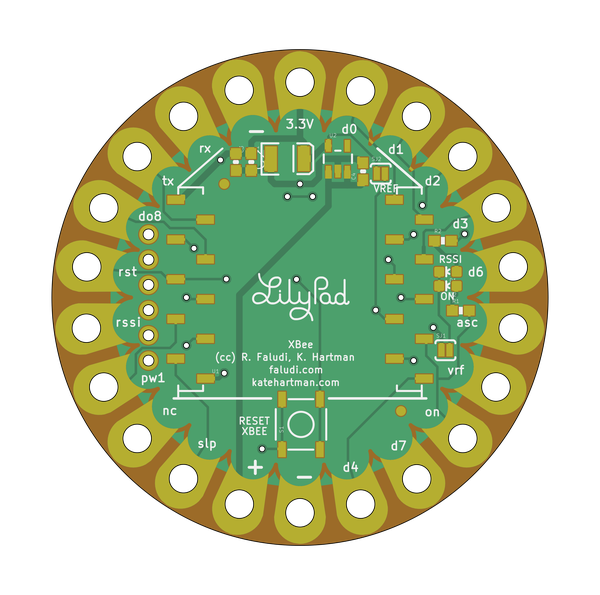 3.3V
d0
rx
d1
tx
VREF
d2
do8
d3
RSSI
rst
d6
ON
LilyPad
rssi
asc
XBee
(cc) R. Faludi, K. Hartman
faludi.com
vrf
pw1
katehartman.com
nc
on
RESET
XBEE
slp
d7
+
d4